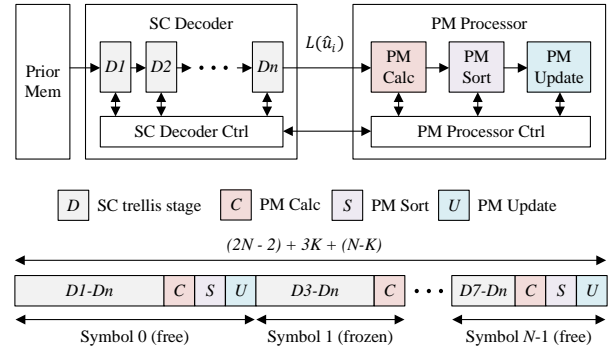 SC Decoder
PM Processor
Prior Mem
D1 D2 • • • Dn
L(û_i)
PM Calc
PM Sort
PM Update
SC Decoder Ctrl
PM Processor Ctrl
D SC trellis stage C PM Calc S PM Sort U PM Update
(2N - 2) + 3K + (N-K)
D1-Dn C S U D3-Dn C • • • D7-Dn C S U
Symbol 0 (free) Symbol 1 (frozen) Symbol N-1 (free)